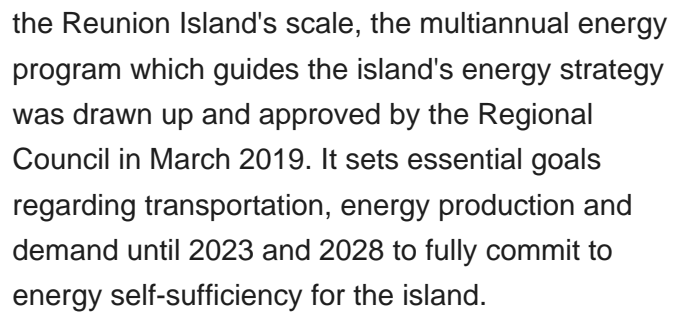 the Reunion Island's scale, the multiannual energy
program which guides the island's energy strategy
was drawn up and approved by the Regional
Council in March 2019. It sets essential goals
regarding transportation, energy production and
demand until 2023 and 2028 to fully commit to
energy self-sufficiency for the island.